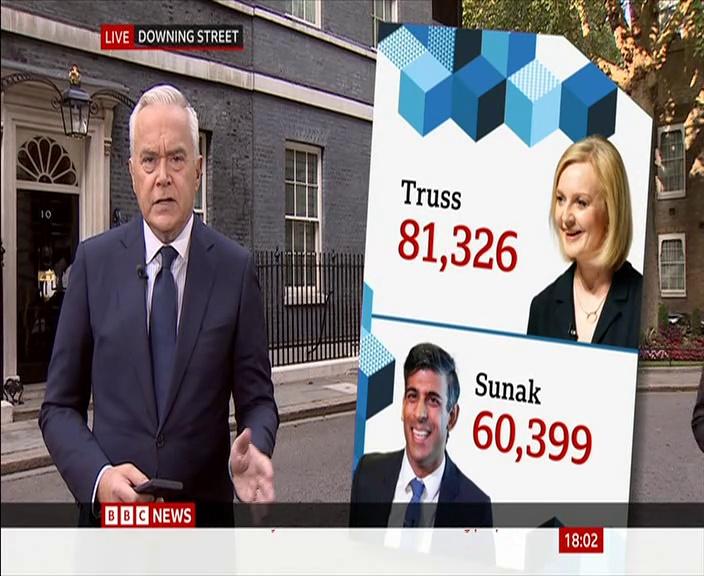 LIVE DOWNING STREET
10
Truss
81,326
Sunak
60,399
BBC NEWS
18:02